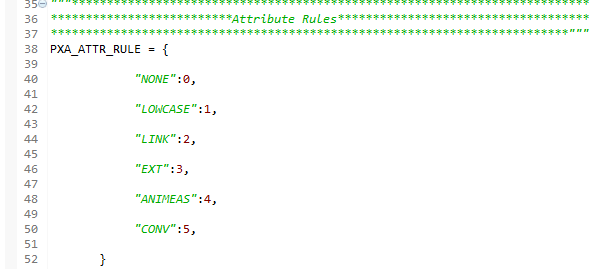 35 """**************************************************************************
36 **************************Attribute Rules************************************
37 **************************************************************************"""
38 PXA_ATTR_RULE = {
39
40 "NONE":0,
41
42 "LOWCASE":1,
43
44 "LINK":2,
45
46 "EXT":3,
47
48 "ANIMEAS":4,
49
50 "CONV":5,
51
52 }